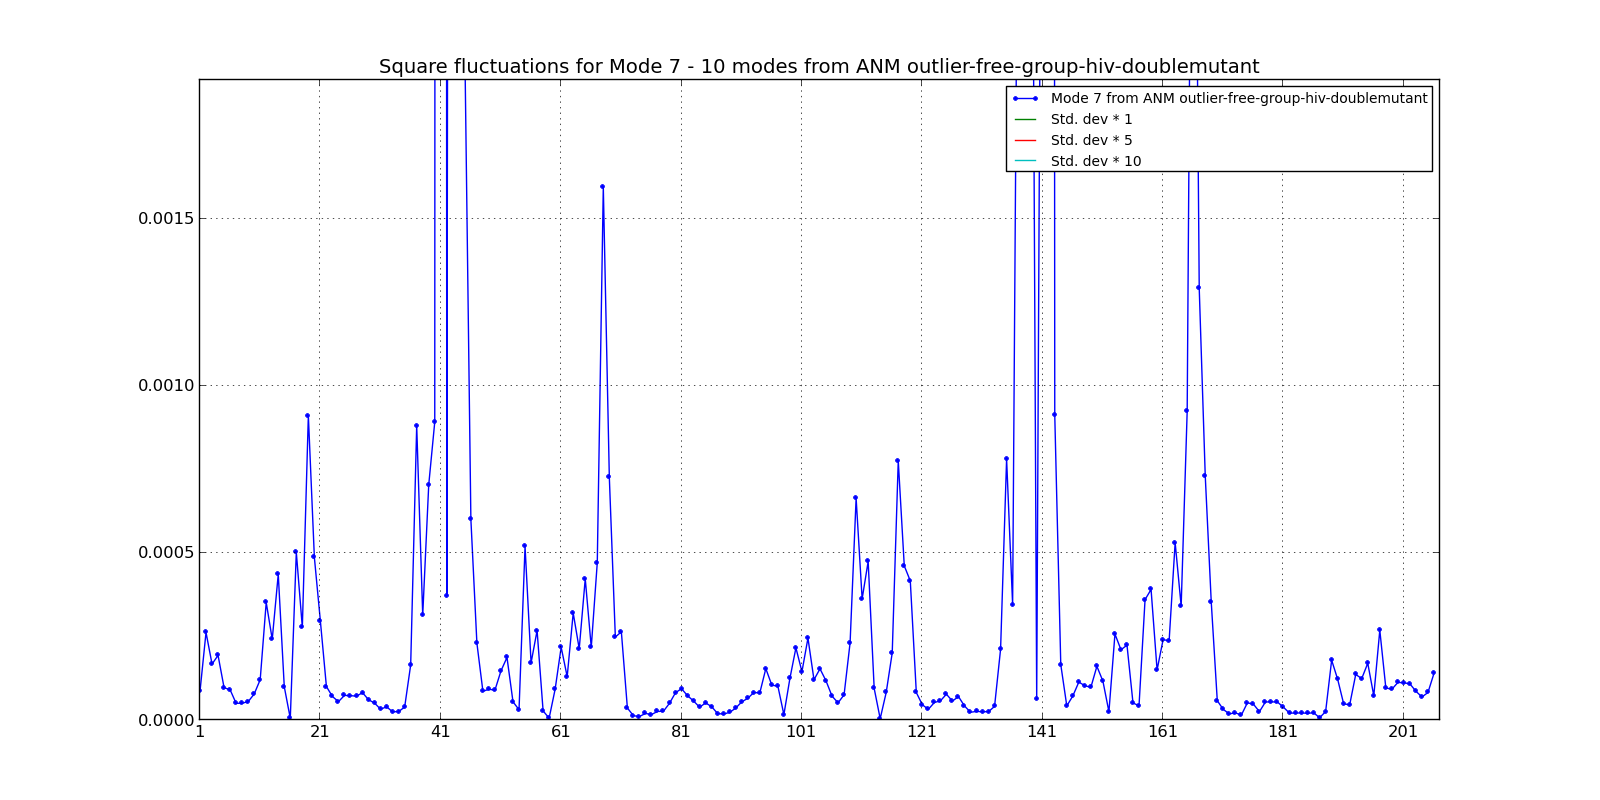 Square fluctuations for Mode 7 - 10 modes from ANM outlier-free-group-hiv-doublemutant
Mode 7 from ANM outlier-free-group-hiv-doublemutant
Std. dev * 1
Std. dev * 5
Std. dev * 10
0.0015
0.0010
0.0005
0.0000
1 21 41 61 81 101 121 141 161 181 201